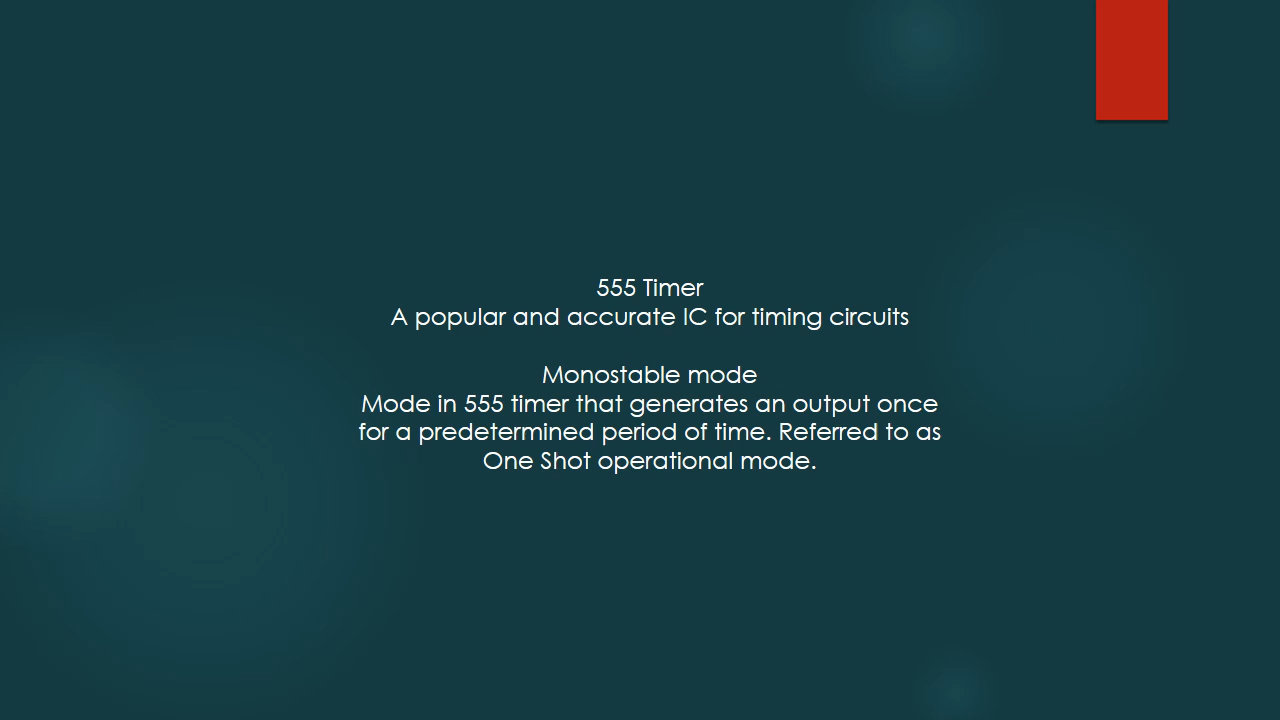 555 Timer
A popular and accurate IC for timing circuits
Monostable mode
Mode in 555 timer that generates an output once
for a predetermined period of time. Referred to as
One Shot operational mode.